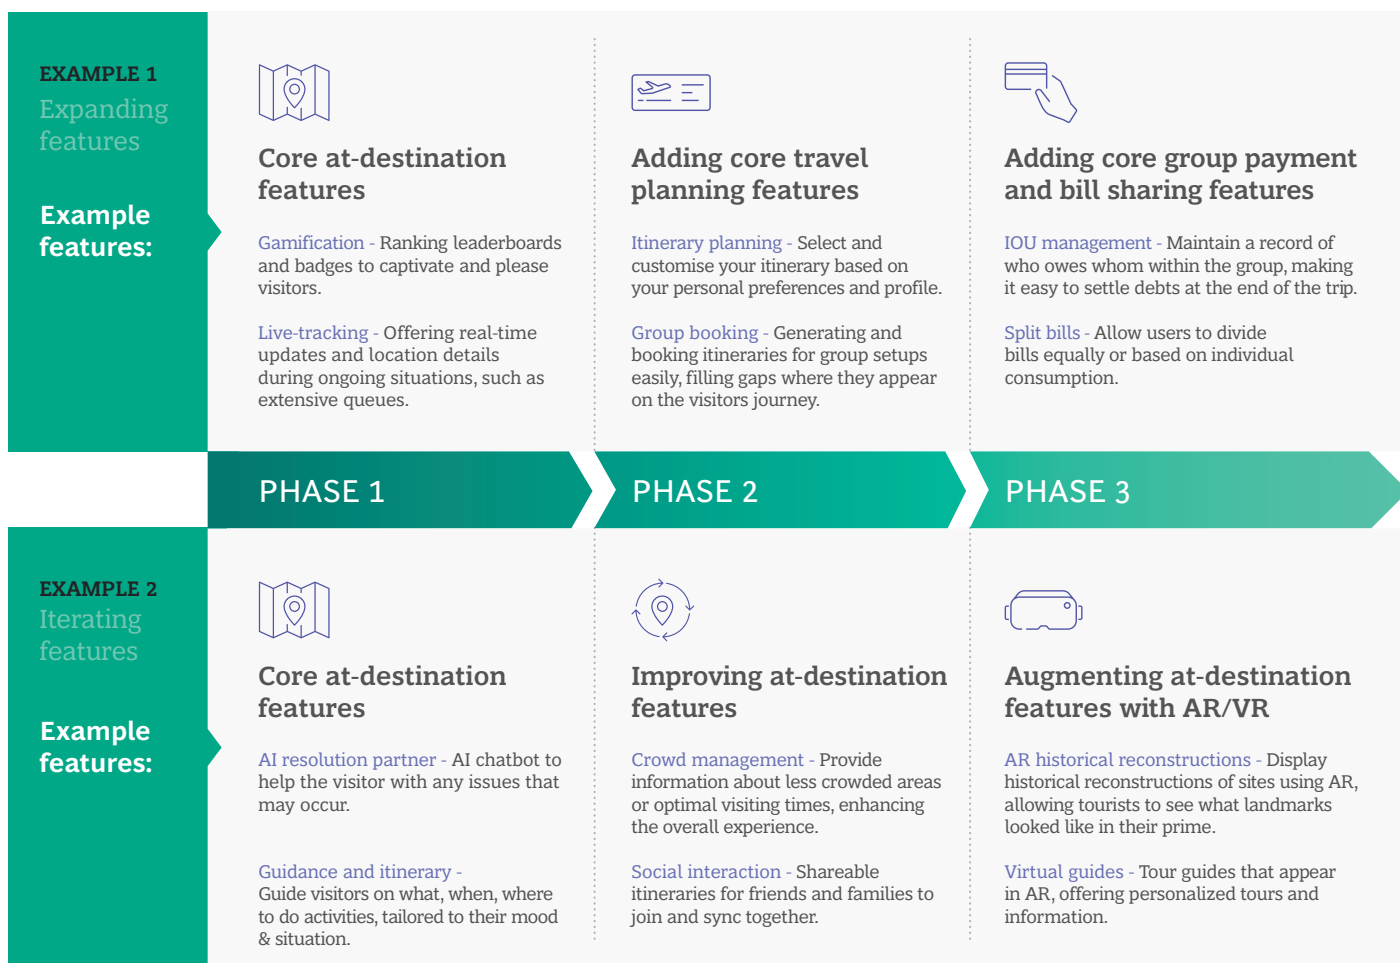 EXAMPLE 1
Expanding
features
Example
features:
Core at-destination
features
Gamification - Ranking leaderboards
and badges to captivate and please
visitors.
Live-tracking - Offering real-time
updates and location details
during ongoing situations, such as
extensive queues.
Adding core travel
planning features
Itinerary planning - Select and
customise your itinerary based on
your personal preferences and profile.
Group booking - Generating and
booking itineraries for group setups
easily, filling gaps where they appear
on the visitors journey.
Adding core group payment
and bill sharing features
IOU management - Maintain a record of
who owes whom within the group, making
it easy to settle debts at the end of the trip.
Split bills - Allow users to divide
bills equally or based on individual
consumption.
PHASE 1
PHASE 2
PHASE 3
EXAMPLE 2
Iterating
features
Example
features:
Core at-destination
features
AI resolution partner - AI chatbot to
help the visitor with any issues that
may occur.
Guidance and itinerary -
Guide visitors on what, when, where
to do activities, tailored to their mood
& situation.
Improving at-destination
features
Crowd management - Provide
information about less crowded areas
or optimal visiting times, enhancing
the overall experience.
Social interaction - Shareable
itineraries for friends and families to
join and sync together.
Augmenting at-destination
features with AR/VR
AR historical reconstructions - Display
historical reconstructions of sites using AR,
allowing tourists to see what landmarks
looked like in their prime.
Virtual guides - Tour guides that appear
in AR, offering personalized tours and
information.